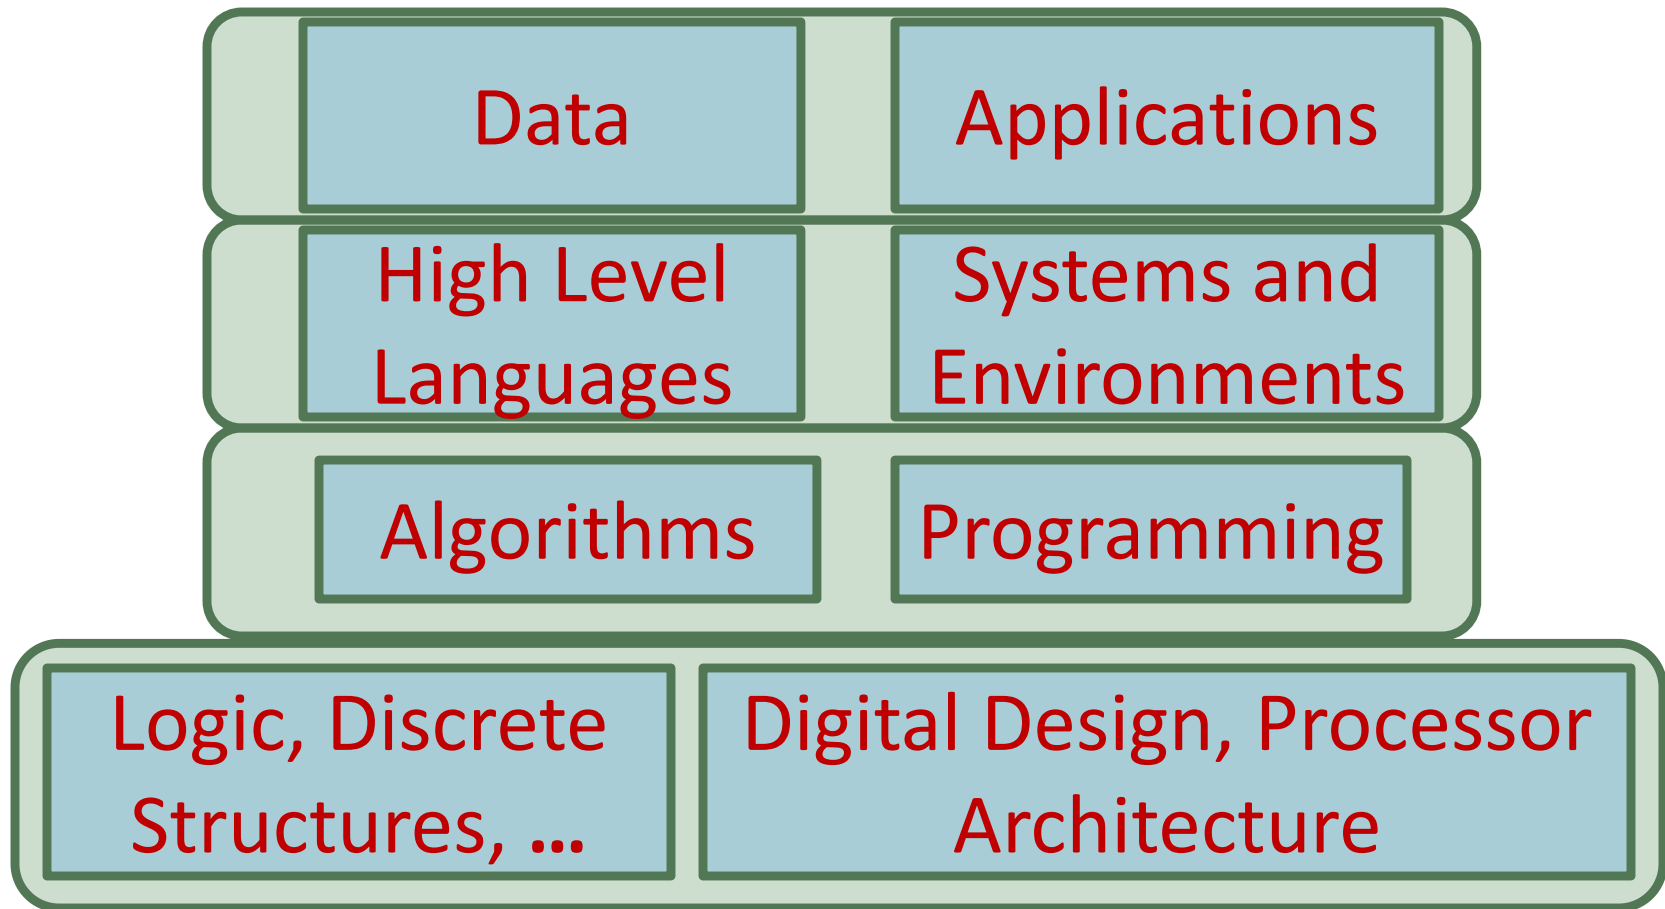 Data
Applications
High Level
Languages
Systems and
Environments
Algorithms
Programming
Logic, Discrete
Structures, ...
Digital Design, Processor
Architecture